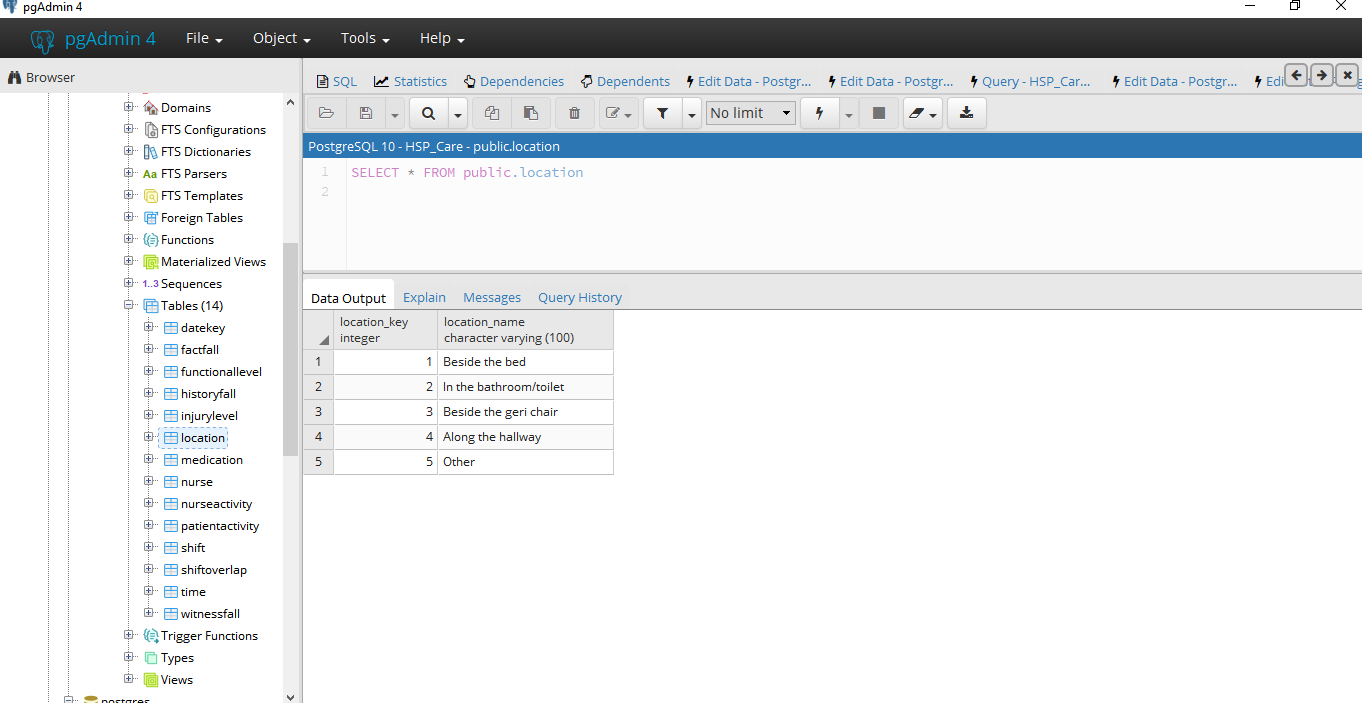 pgAdmin 4
pgAdmin 4 File Object Tools Help
Browser
Domains
FTS Configurations
FTS Dictionaries
Aa FTS Parsers
FTS Templates
Foreign Tables
Functions
Materialized Views
1..3 Sequences
Tables (14)
datekey
factfall
functionallevel
historyfall
injurylevel
location
medication
nurse
nurseactivity
patientactivity
shift
shiftoverlap
time
witnessfall
Trigger Functions
Types
Views
postgres
SQL Statistics Dependencies Dependents Edit Data - Postgr... Edit Data - Postgr... Query - HSP_Car... Edit Data - Postgr... Edi
No limit
PostgreSQL 10 - HSP_Care - public.location
1 SELECT * FROM public.location
2
Data Output Explain Messages Query History
location_key location_name
integer character varying (100)
1 1 Beside the bed
2 2 In the bathroom/toilet
3 3 Beside the geri chair
4 4 Along the hallway
5 5 Other